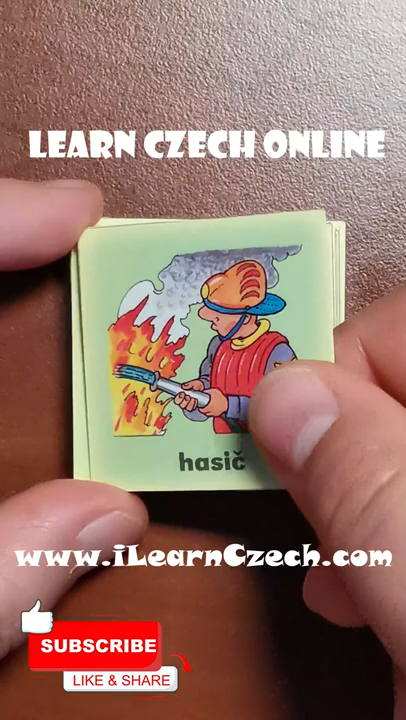 LEARN CZECH ONLINE
hasič
www.iLearnCzech.com
SUBSCRIBE
LIKE & SHARE